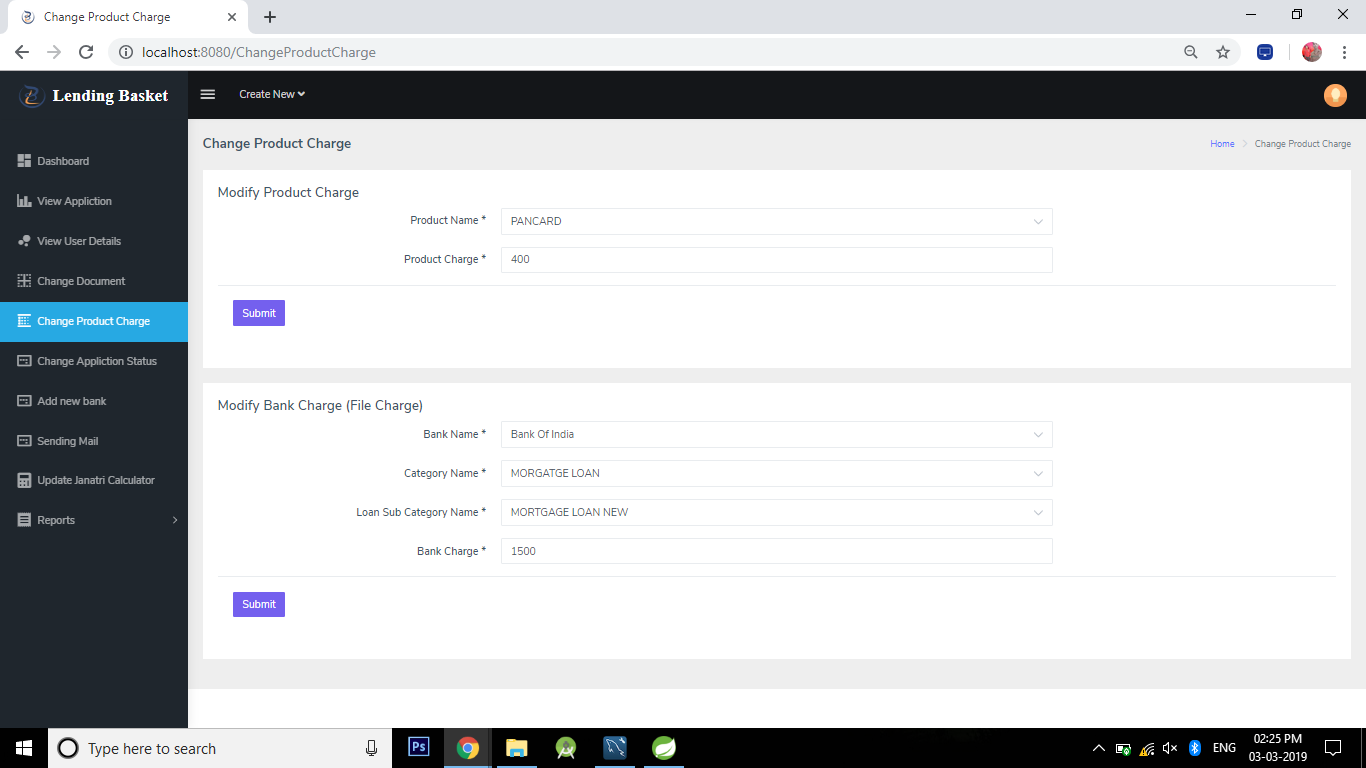 Change Product Charge
localhost:8080/ChangeProductCharge
Lending Basket
Create New
Dashboard
View Appliction
View User Details
Change Document
Change Product Charge
Change Appliction Status
Add new bank
Sending Mail
Update Janatri Calculator
Reports
Change Product Charge
Home Change Product Charge
Modify Product Charge
Product Name * PANCARD
Product Charge * 400
Submit
Modify Bank Charge (File Charge)
Bank Name * Bank Of India
Category Name * MORGATGE LOAN
Loan Sub Category Name * MORTGAGE LOAN NEW
Bank Charge * 1500
Submit
Type here to search
Ps
ENG
02:25 PM
03-03-2019